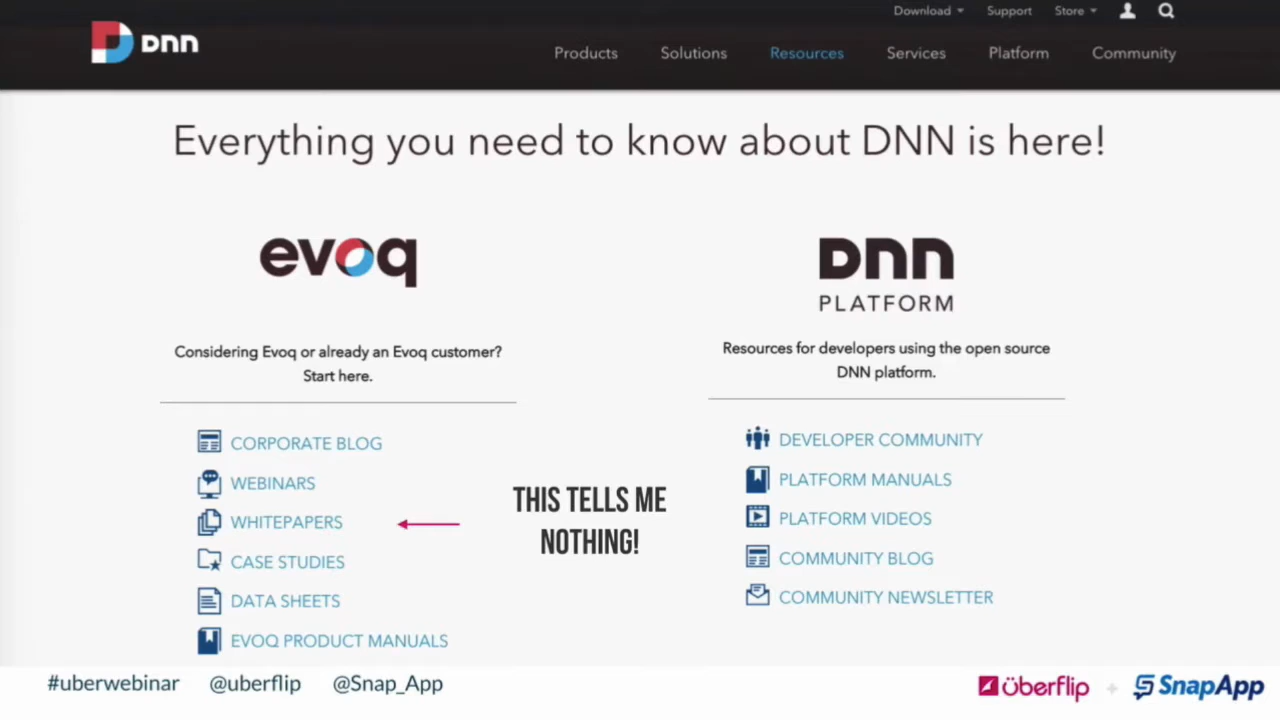 Download
Support
Store
DNN
Products
Solutions
Resources
Services
Platform
Community
Everything you need to know about DNN is here!
evoq
Considering Evoq or already an Evoq customer?
Start here.
CORPORATE BLOG
WEBINARS
WHITEPAPERS
CASE STUDIES
DATA SHEETS
EVOQ PRODUCT MANUALS
THIS TELLS ME
NOTHING!
DNN
PLATFORM
Resources for developers using the open source
DNN platform.
DEVELOPER COMMUNITY
PLATFORM MANUALS
PLATFORM VIDEOS
COMMUNITY BLOG
COMMUNITY NEWSLETTER
#uberwebinar @uberflip @Snap_App
überflip + SnapApp